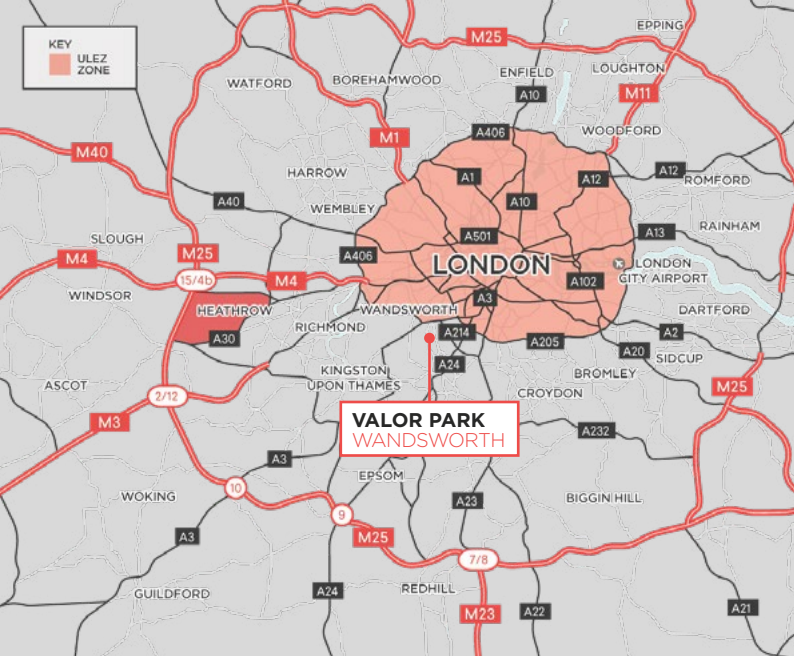 M25
EPPING
KEY
ULEZ
ZONE
WATFORD
BOREHAMWOOD
ENFIELD
LOUGHTON
A10
M11
M1
A406
WOODFORD
M40
HARROW
A1
A12
A12
ROMFORD
A40
WEMBLEY
A10
SLOUGH
M25
A406
A501
A13
RAINHAM
M4
15/4b
M4
LONDON
A102
LONDON
CITY AIRPORT
WINDSOR
HEATHROW
WANDSWORTH
A3
DARTFORD
A30
RICHMOND
A214
A205
A2
A20
SIDCUP
ASCOT
KINGSTON
UPON THAMES
A24
BROMLEY
CROYDON
M25
2/12
M3
VALOR PARK
WANDSWORTH
A232
A3
EPSOM
WOKING
10
A23
BIGGIN HILL
9
A3
M25
7/8
GUILDFORD
A24
REDHILL
M23
A22
A21